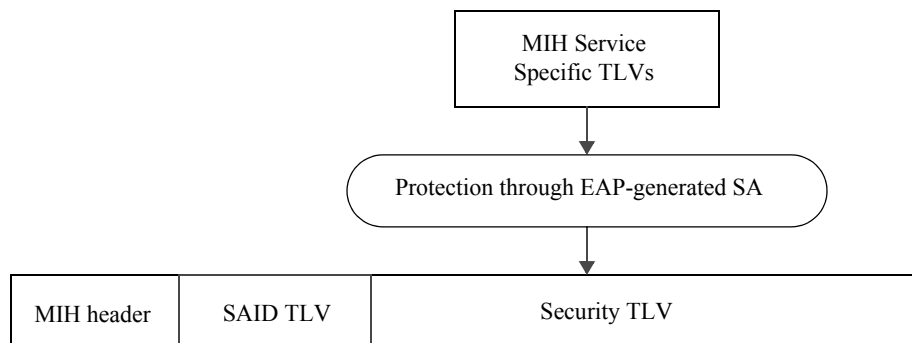 MIH Service
Specific TLVs
Protection through EAP-generated SA
MIH header
SAID TLV
Security TLV